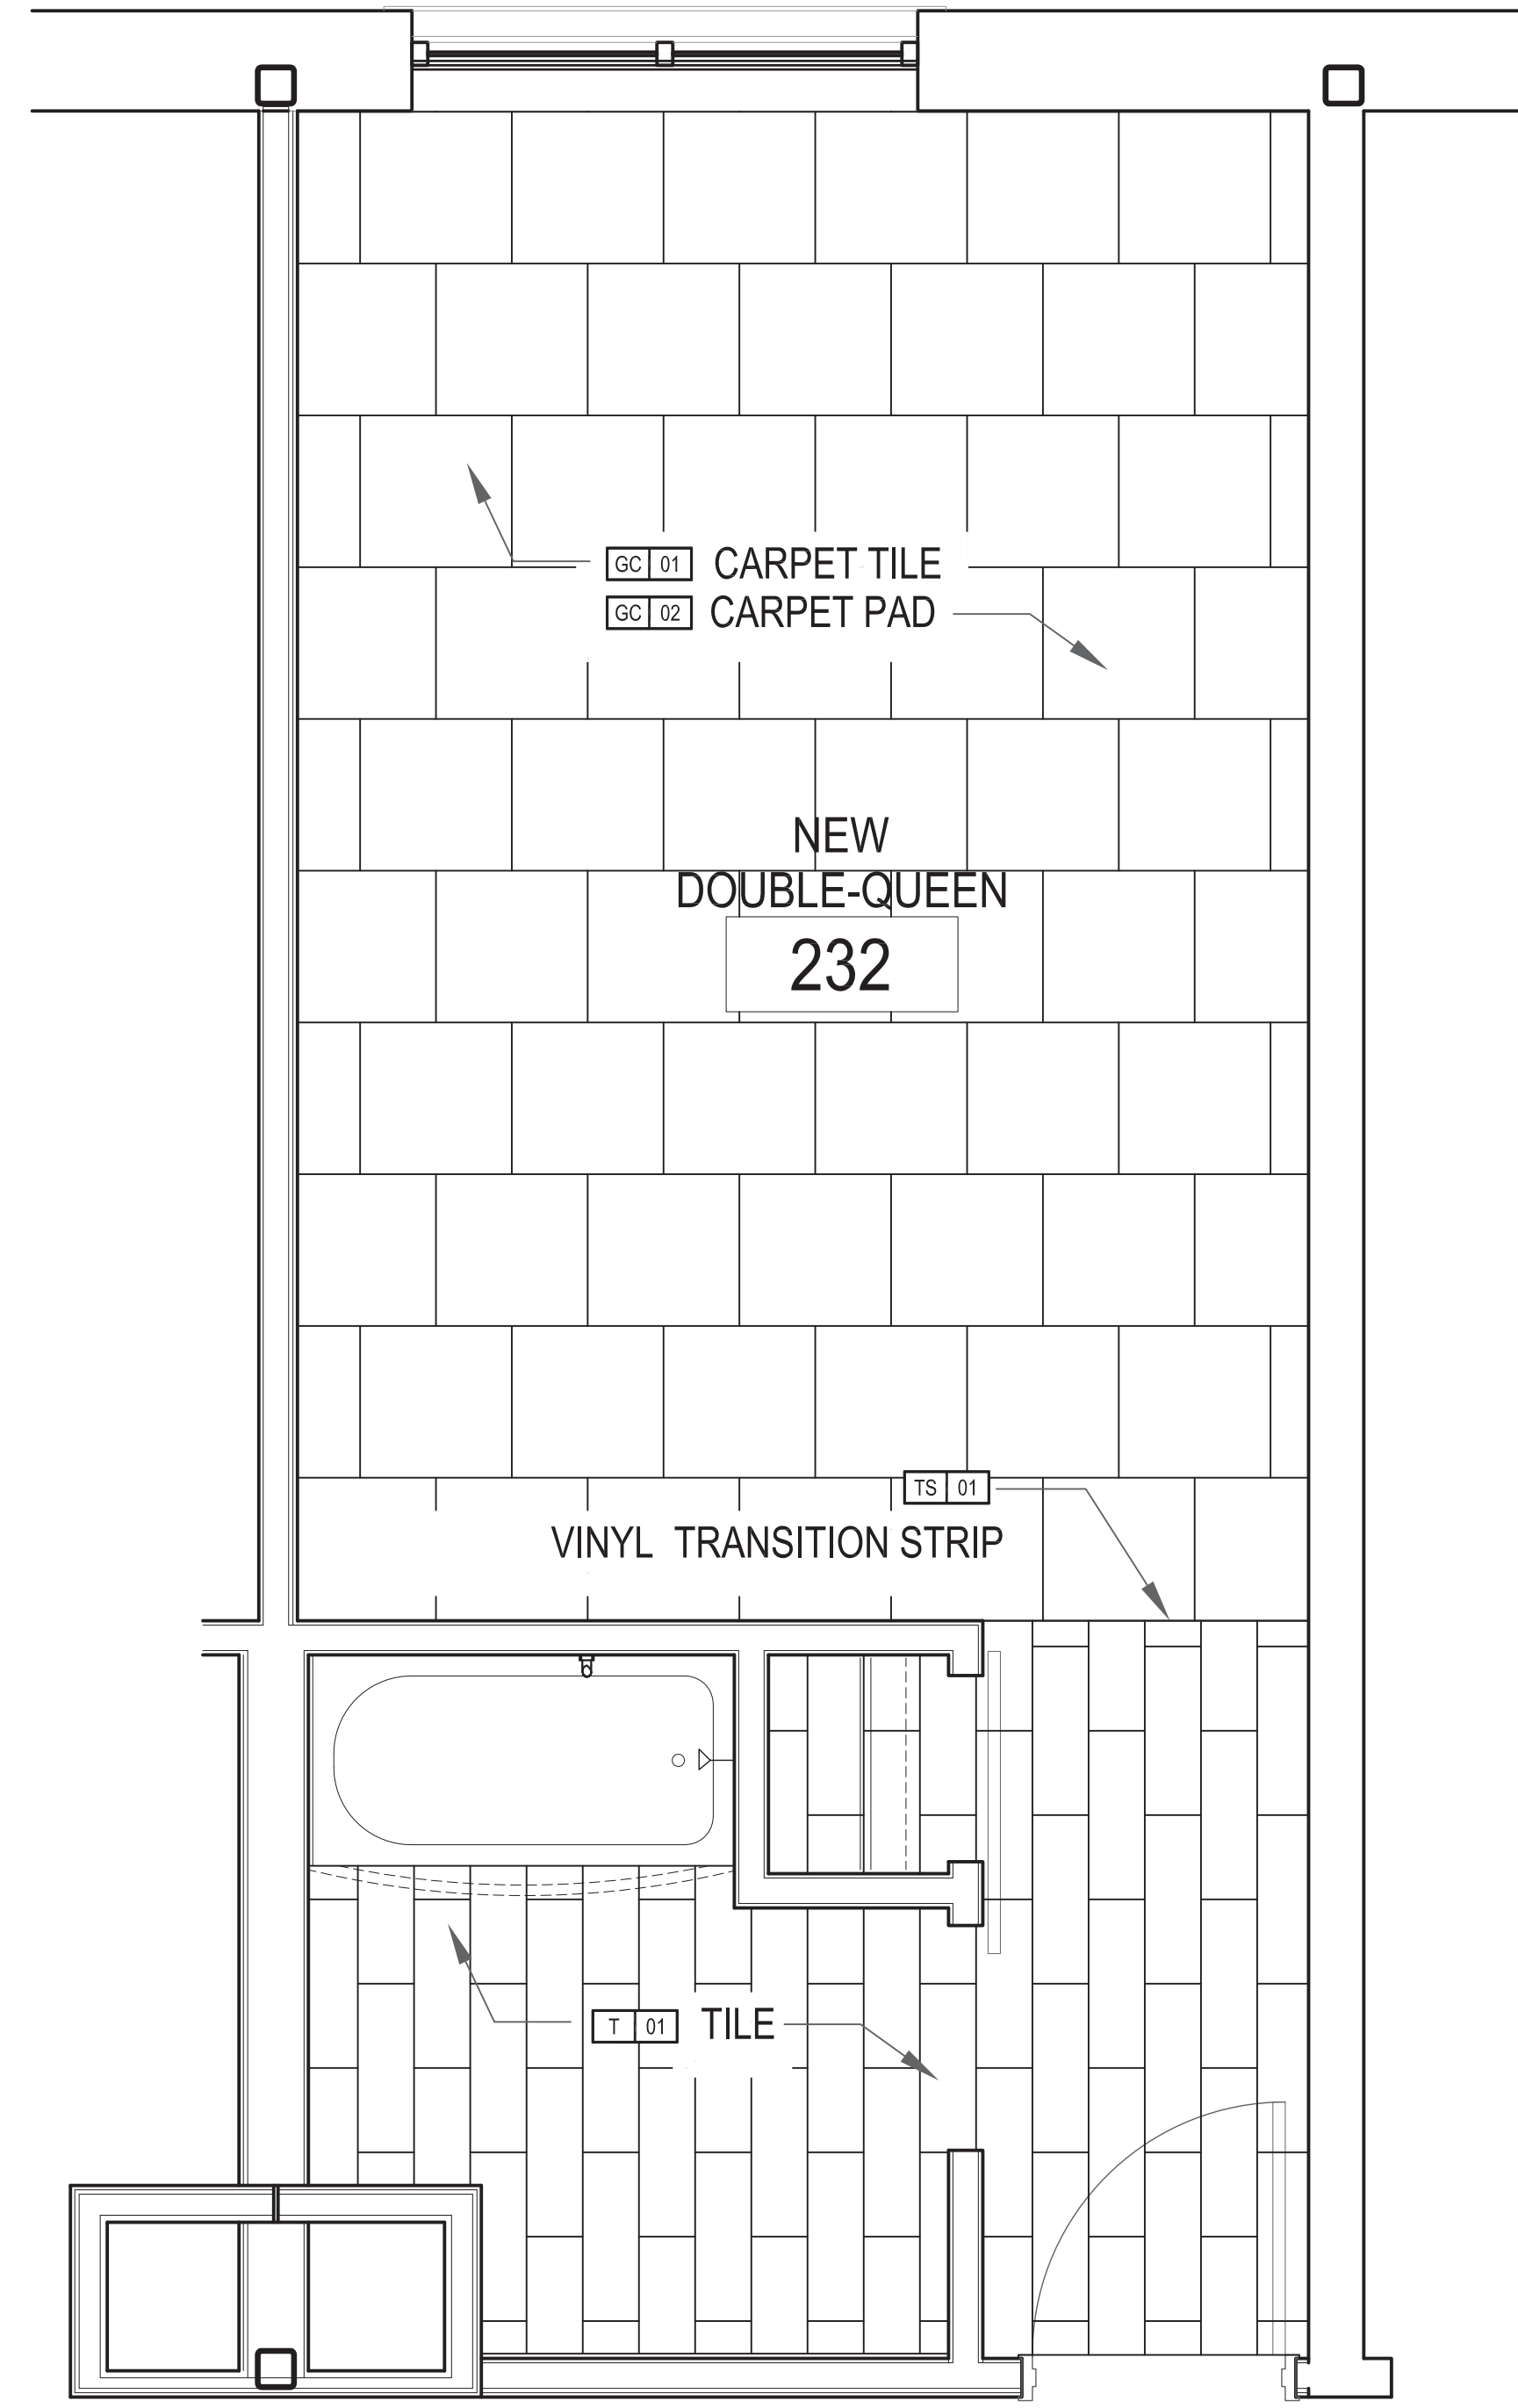 GC 01 CARPET TILE
GC 02 CARPET PAD
NEW
DOUBLE-QUEEN
232
TS 01
VINYL TRANSITION STRIP
T 01 TILE